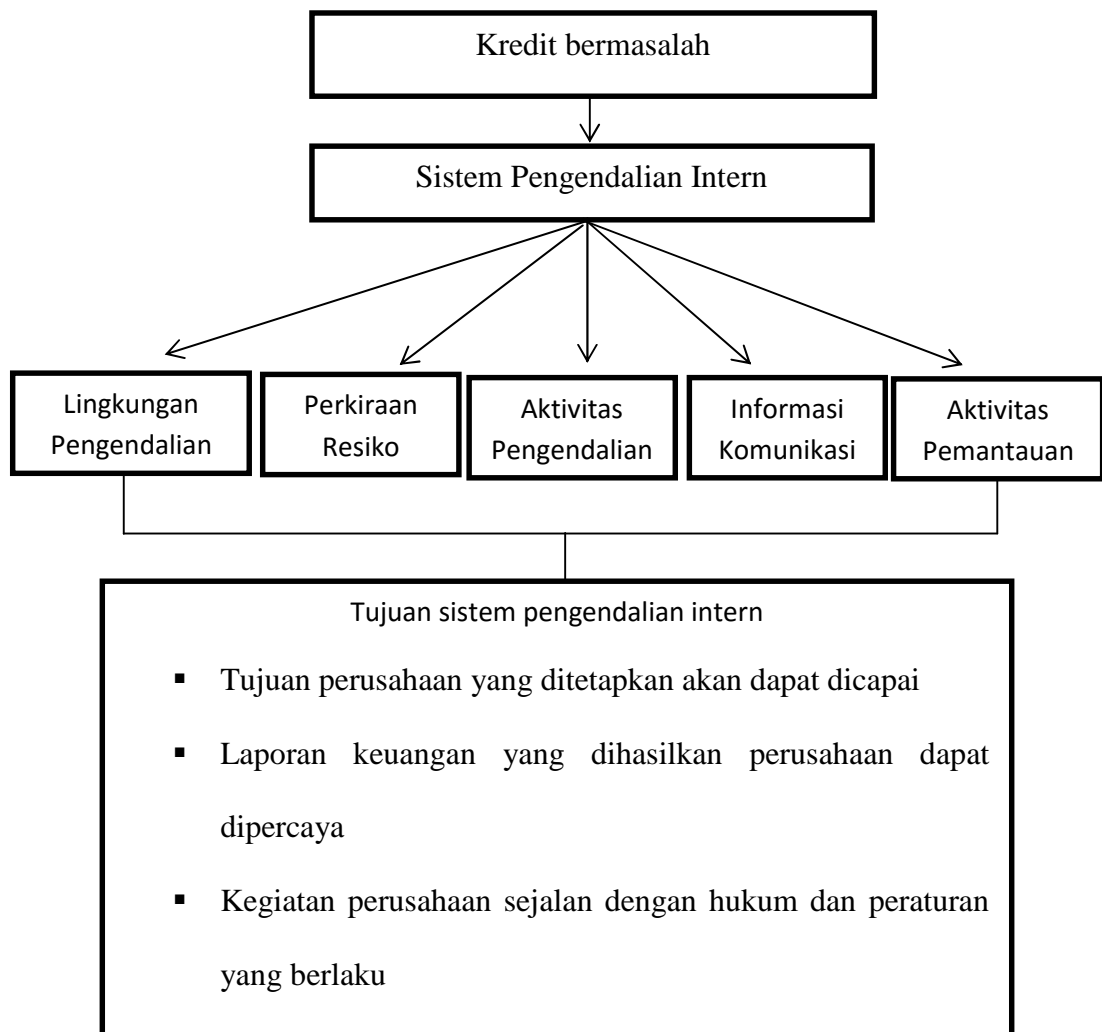 Kredit bermasalah
Sistem Pengendalian Intern
Lingkungan
Pengendalian
Perkiraan
Resiko
Aktivitas
Pengendalian
Informasi
Komunikasi
Aktivitas
Pemantauan
Tujuan sistem pengendalian intern
▪ Tujuan perusahaan yang ditetapkan akan dapat dicapai
▪ Laporan keuangan yang dihasilkan perusahaan dapat
dipercaya
▪ Kegiatan perusahaan sejalan dengan hukum dan peraturan
yang berlaku